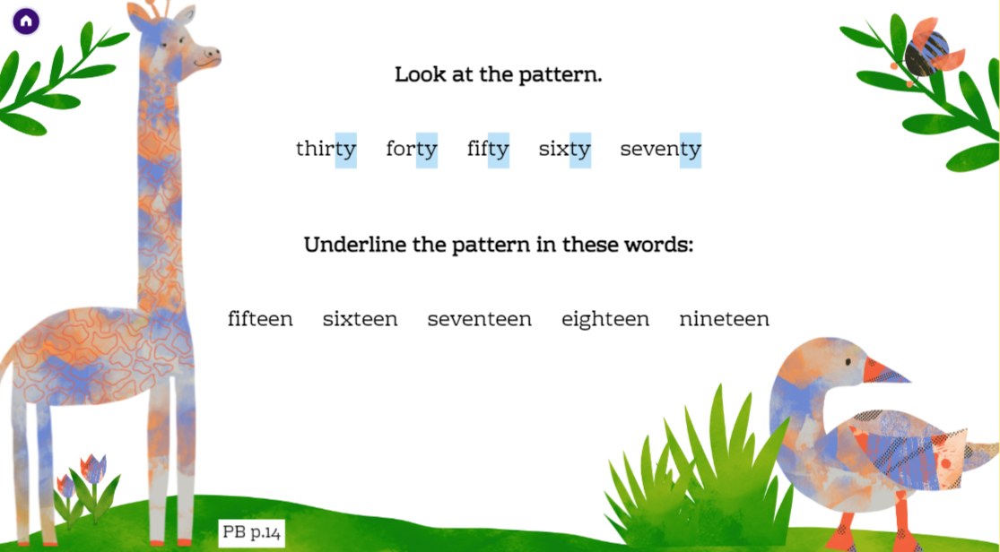 Look at the pattern.
thirty forty fifty sixty seventy
Underline the pattern in these words:
fifteen sixteen seventeen eighteen nineteen
PB p.14